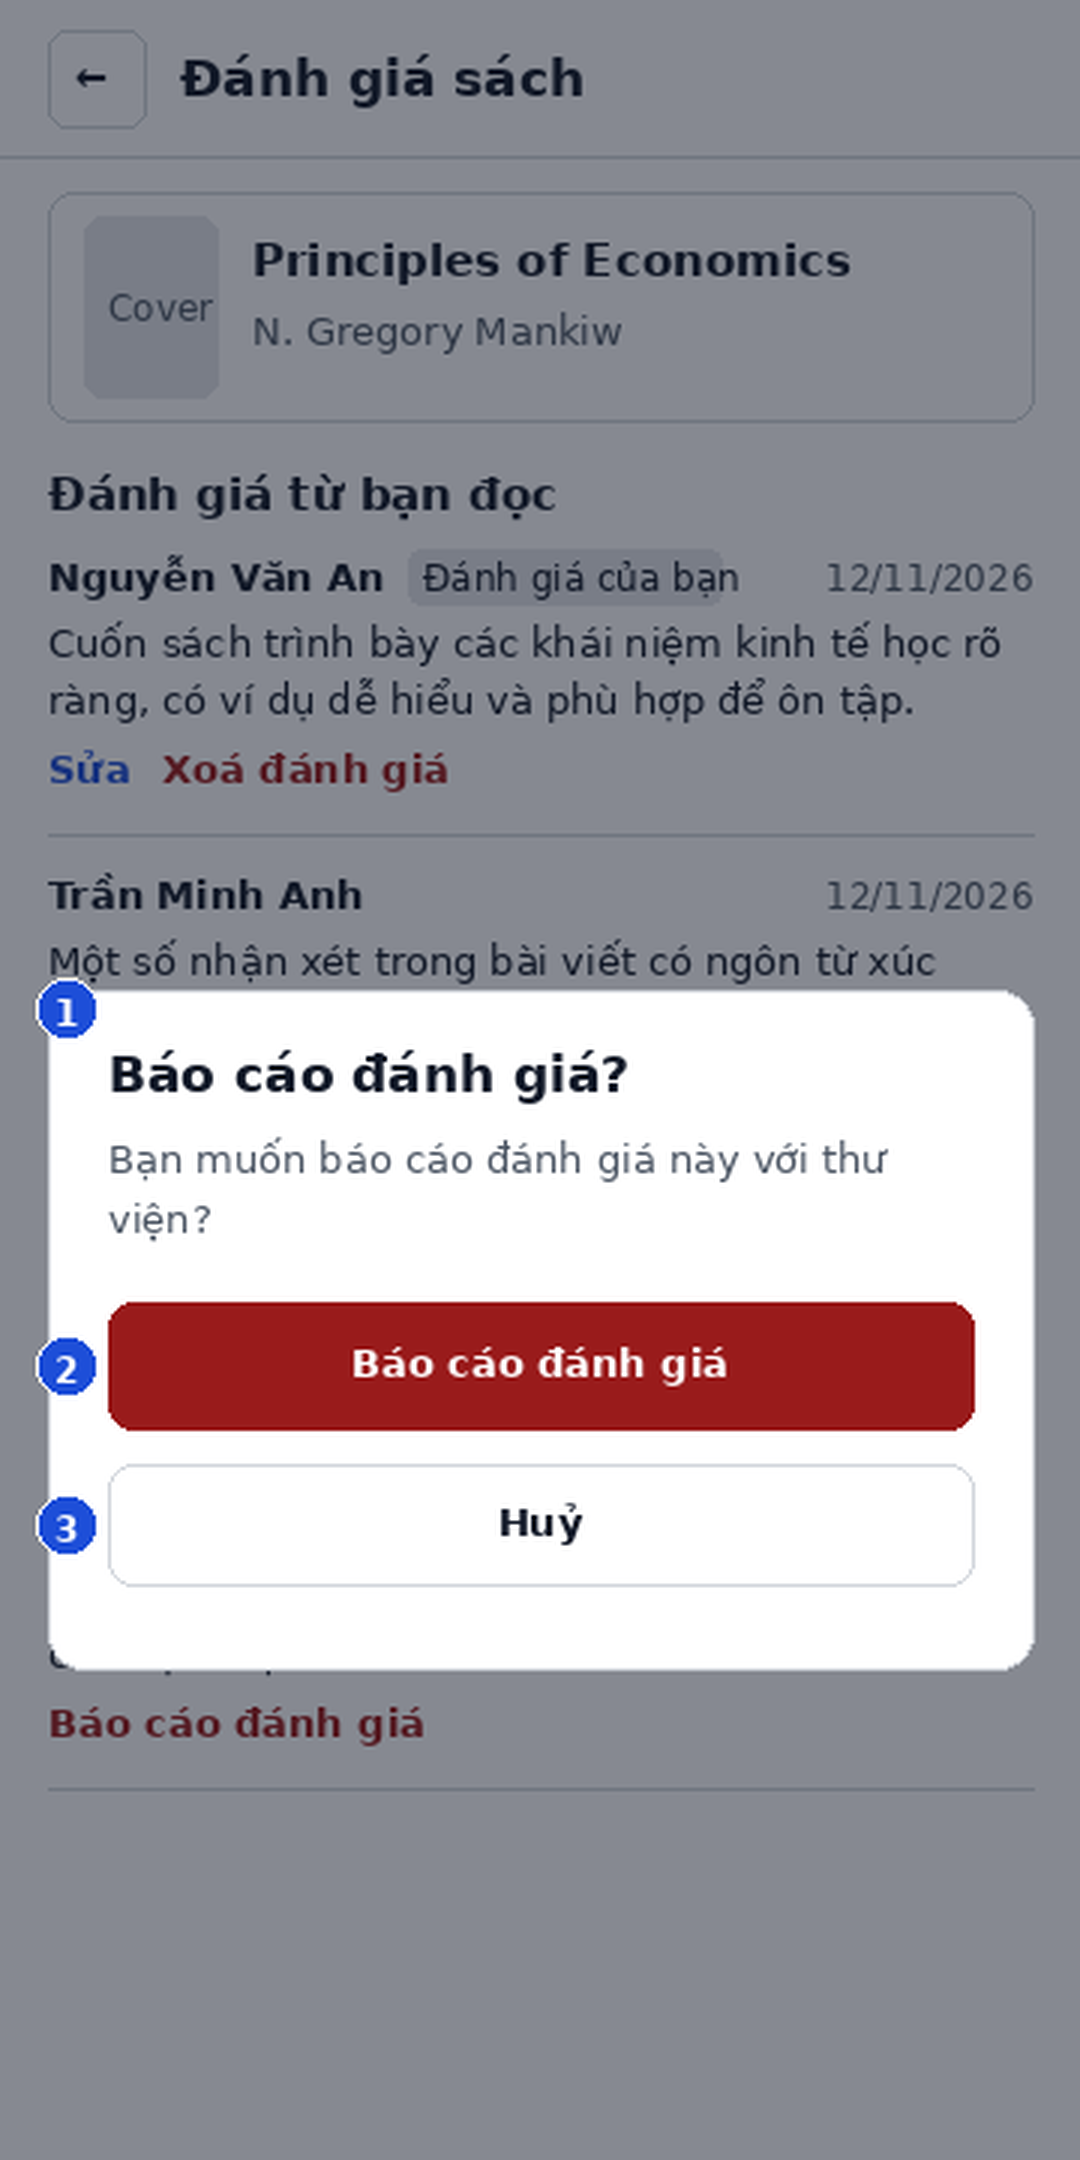 ←
Đánh giá sách
Cover
Principles of Economics
N. Gregory Mankiw
Đánh giá từ bạn đọc
Nguyễn Văn An Đánh giá của bạn 12/11/2026
Cuốn sách trình bày các khái niệm kinh tế học rõ
ràng, có ví dụ dễ hiểu và phù hợp để ôn tập.
Sửa Xoá đánh giá
Trần Minh Anh 12/11/2026
Một số nhận xét trong bài viết có ngôn từ xúc
1
Báo cáo đánh giá?
Bạn muốn báo cáo đánh giá này với thư
viện?
2
Báo cáo đánh giá
3
Huỷ
Báo cáo đánh giá